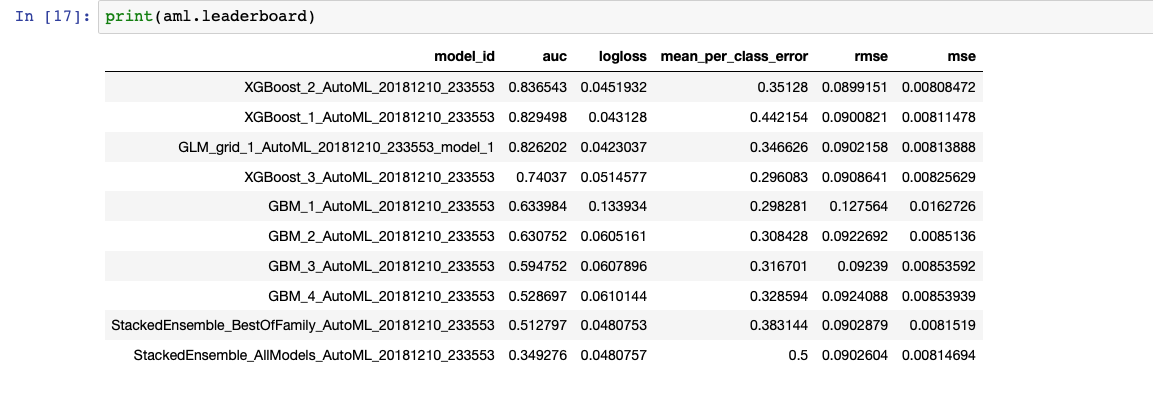 In [17]: print(aml.leaderboard)
model_id auc logloss mean_per_class_error rmse mse
XGBoost_2_AutoML_20181210_233553 0.836543 0.0451932 0.35128 0.0899151 0.00808472
XGBoost_1_AutoML_20181210_233553 0.829498 0.043128 0.442154 0.0900821 0.00811478
GLM_grid_1_AutoML_20181210_233553_model_1 0.826202 0.0423037 0.346626 0.0902158 0.00813888
XGBoost_3_AutoML_20181210_233553 0.74037 0.0514577 0.296083 0.0908641 0.00825629
GBM_1_AutoML_20181210_233553 0.633984 0.133934 0.298281 0.127564 0.0162726
GBM_2_AutoML_20181210_233553 0.630752 0.0605161 0.308428 0.0922692 0.0085136
GBM_3_AutoML_20181210_233553 0.594752 0.0607896 0.316701 0.09239 0.00853592
GBM_4_AutoML_20181210_233553 0.528697 0.0610144 0.328594 0.0924088 0.00853939
StackedEnsemble_BestOfFamily_AutoML_20181210_233553 0.512797 0.0480753 0.383144 0.0902879 0.0081519
StackedEnsemble_AllModels_AutoML_20181210_233553 0.349276 0.0480757 0.5 0.0902604 0.00814694